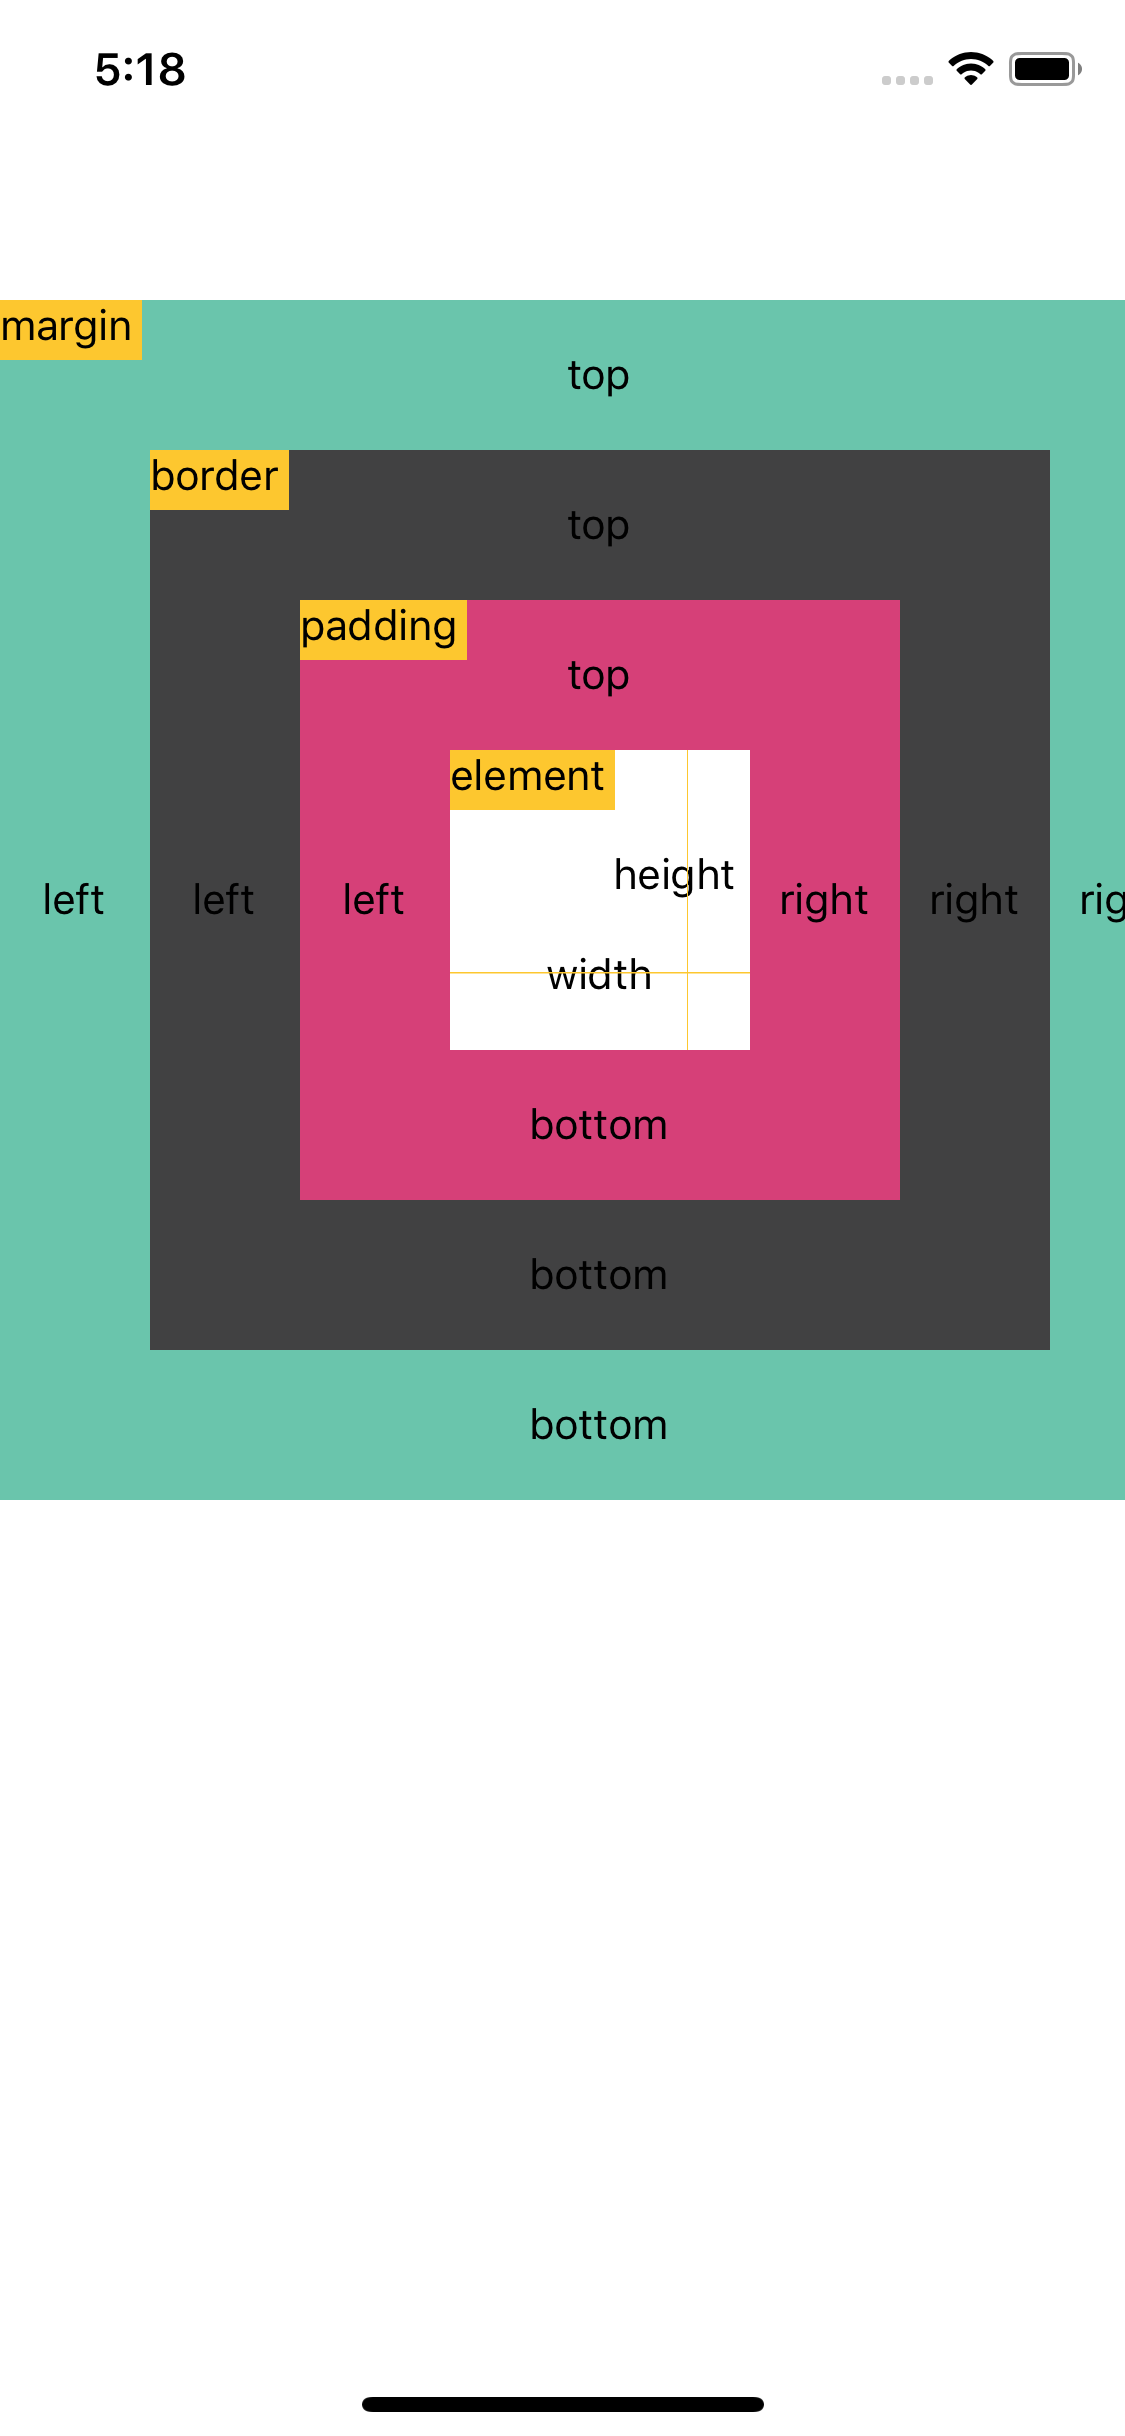 5:18
margin
top
border
top
padding
top
element
height
left left left right right rig
width
bottom
bottom
bottom